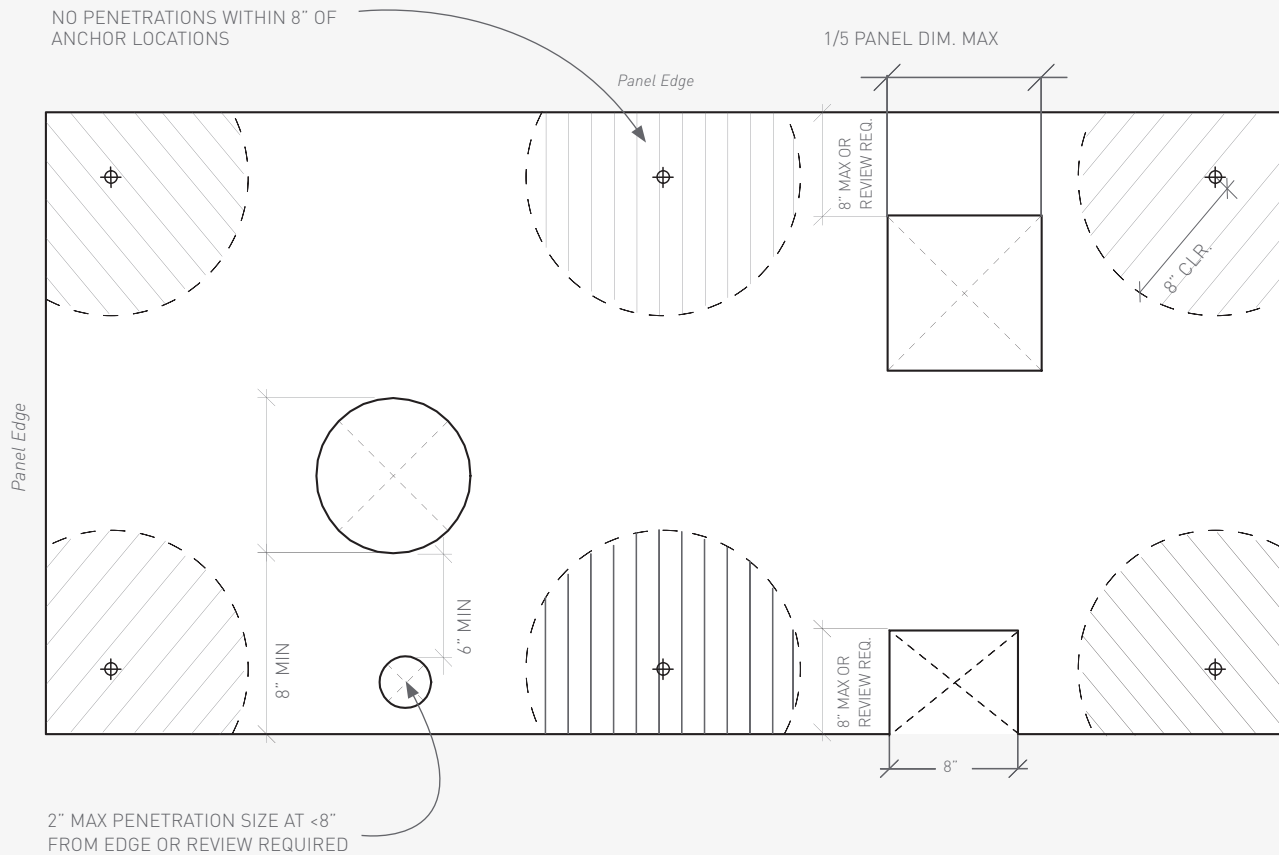 NO PENETRATIONS WITHIN 8” OF
ANCHOR LOCATIONS
1/5 PANEL DIM. MAX
Panel Edge
8” MAX OR
REVIEW REQ.
8” CLR.
Panel Edge
6” MIN
8” MIN
8” MAX OR
REVIEW REQ.
8”
2” MAX PENETRATION SIZE AT <8”
FROM EDGE OR REVIEW REQUIRED